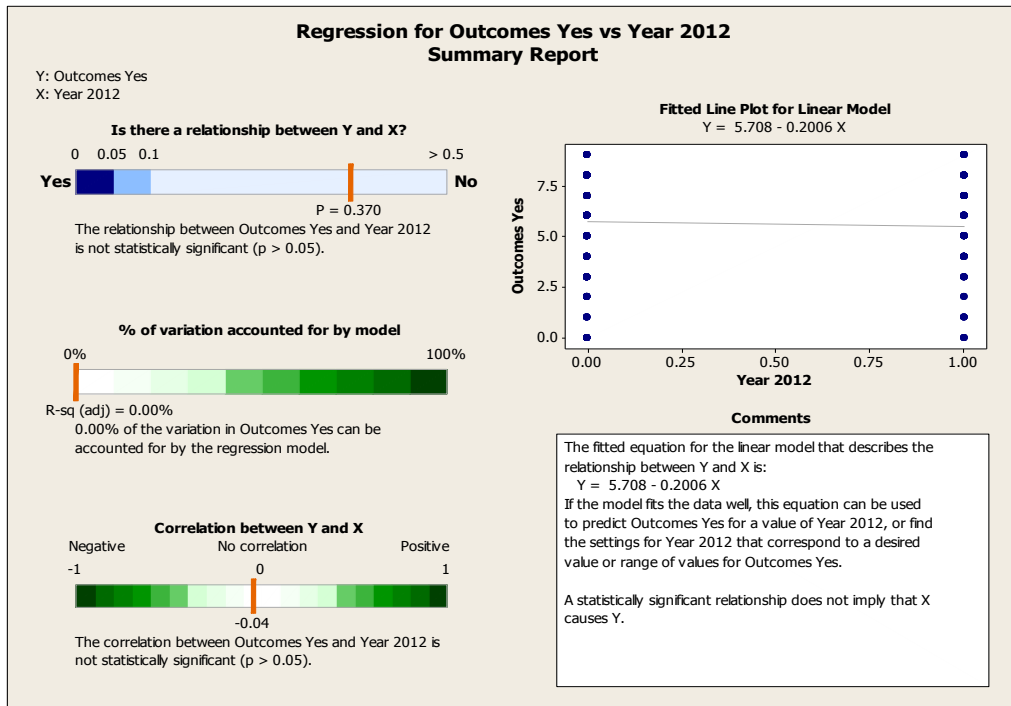 Regression for Outcomes Yes vs Year 2012
Summary Report
Y: Outcomes Yes
X: Year 2012
Is there a relationship between Y and X?
0 0.05 0.1 > 0.5
Yes No
P = 0.370
The relationship between Outcomes Yes and Year 2012
is not statistically significant (p > 0.05).
% of variation accounted for by model
0% 100%
R-sq (adj) = 0.00%
0.00% of the variation in Outcomes Yes can be
accounted for by the regression model.
Correlation between Y and X
Negative No correlation Positive
-1 0 1
-0.04
The correlation between Outcomes Yes and Year 2012 is
not statistically significant (p > 0.05).
Fitted Line Plot for Linear Model
Y = 5.708 - 0.2006 X
Outcomes Yes
7.5
5.0
2.5
0.0
0.00 0.25 0.50 0.75 1.00
Year 2012
Comments
The fitted equation for the linear model that describes the
relationship between Y and X is:
Y = 5.708 - 0.2006 X
If the model fits the data well, this equation can be used
to predict Outcomes Yes for a value of Year 2012, or find
the settings for Year 2012 that correspond to a desired
value or range of values for Outcomes Yes.
A statistically significant relationship does not imply that X
causes Y.